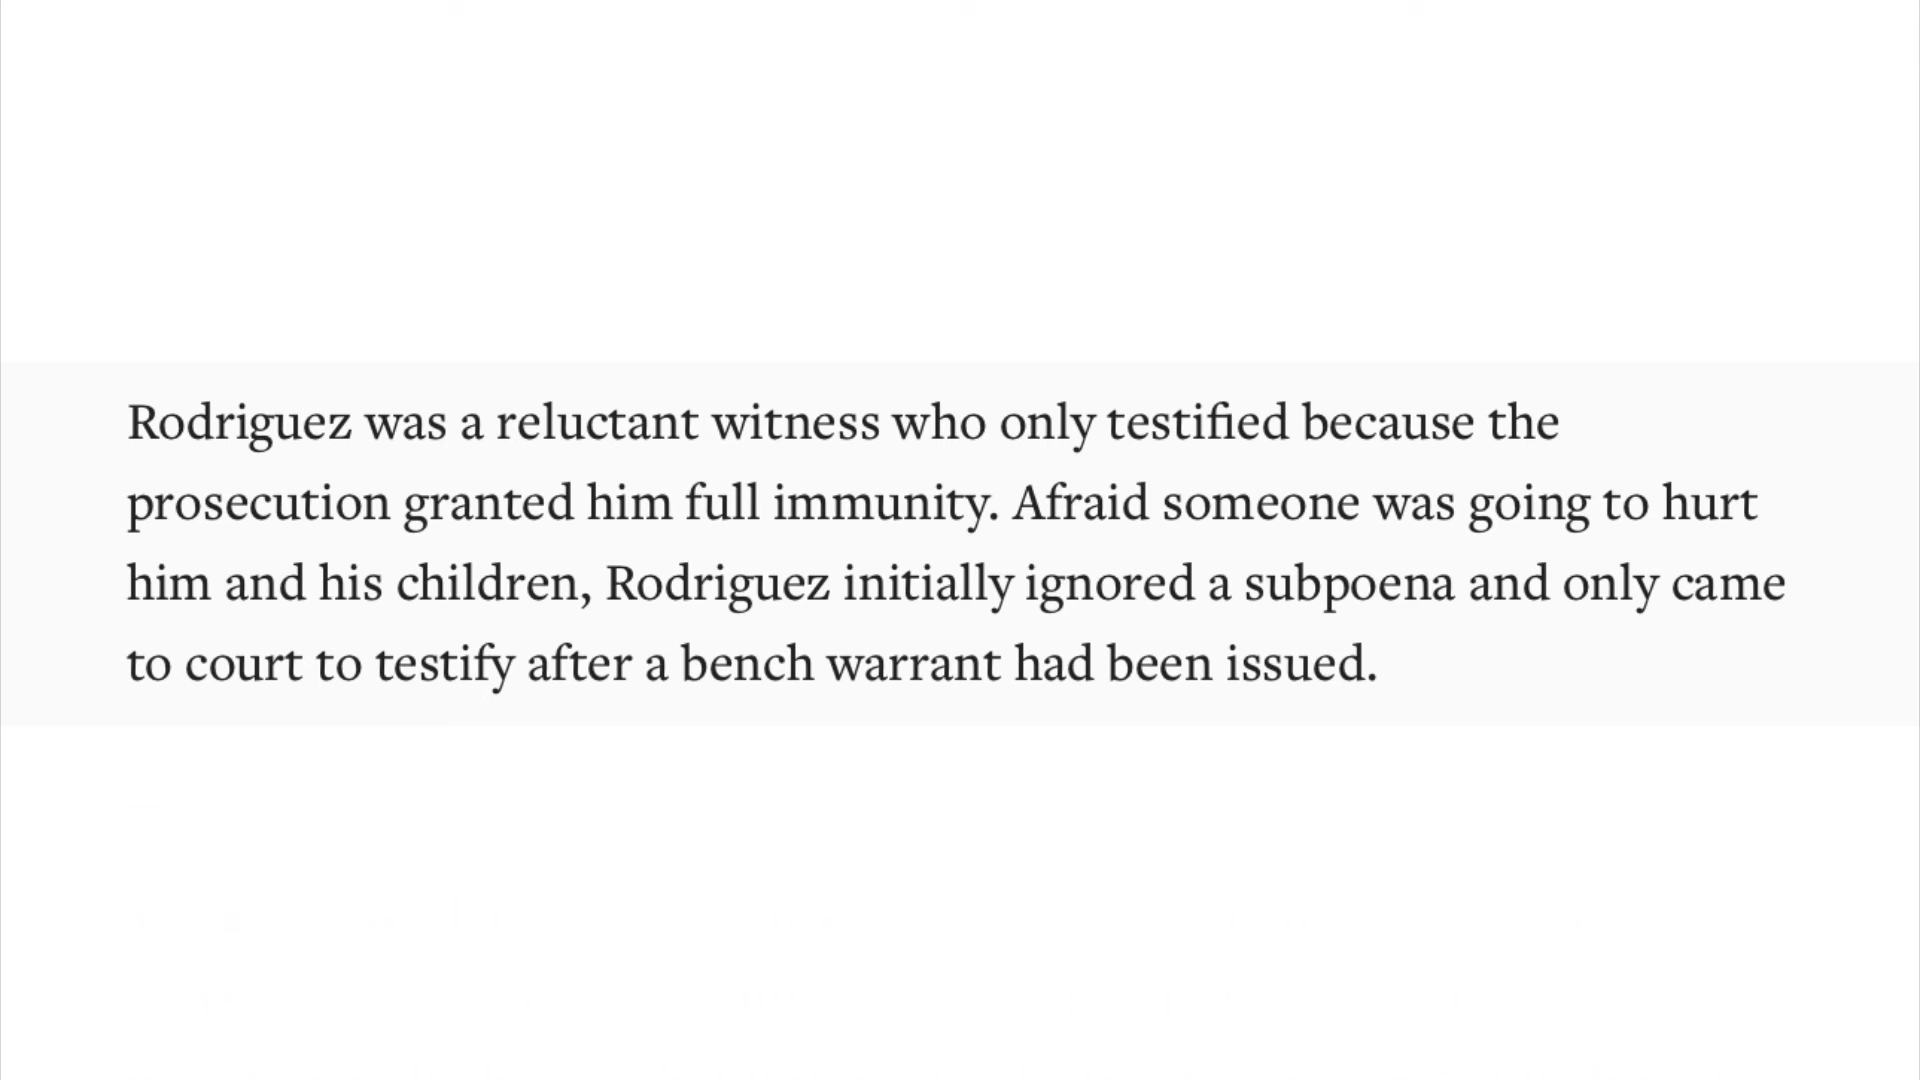 Rodriguez was a reluctant witness who only testified because the
prosecution granted him full immunity. Afraid someone was going to hurt
him and his children, Rodriguez initially ignored a subpoena and only came
to court to testify after a bench warrant had been issued.